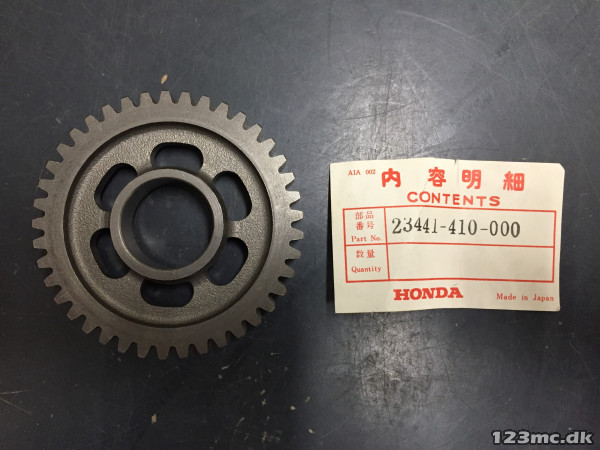 AIA 002 内容明細
CONTENTS
部品
番号
Part No. 23441-410-000
数量
Quantity
HONDA Made in Japan
123mc.dk